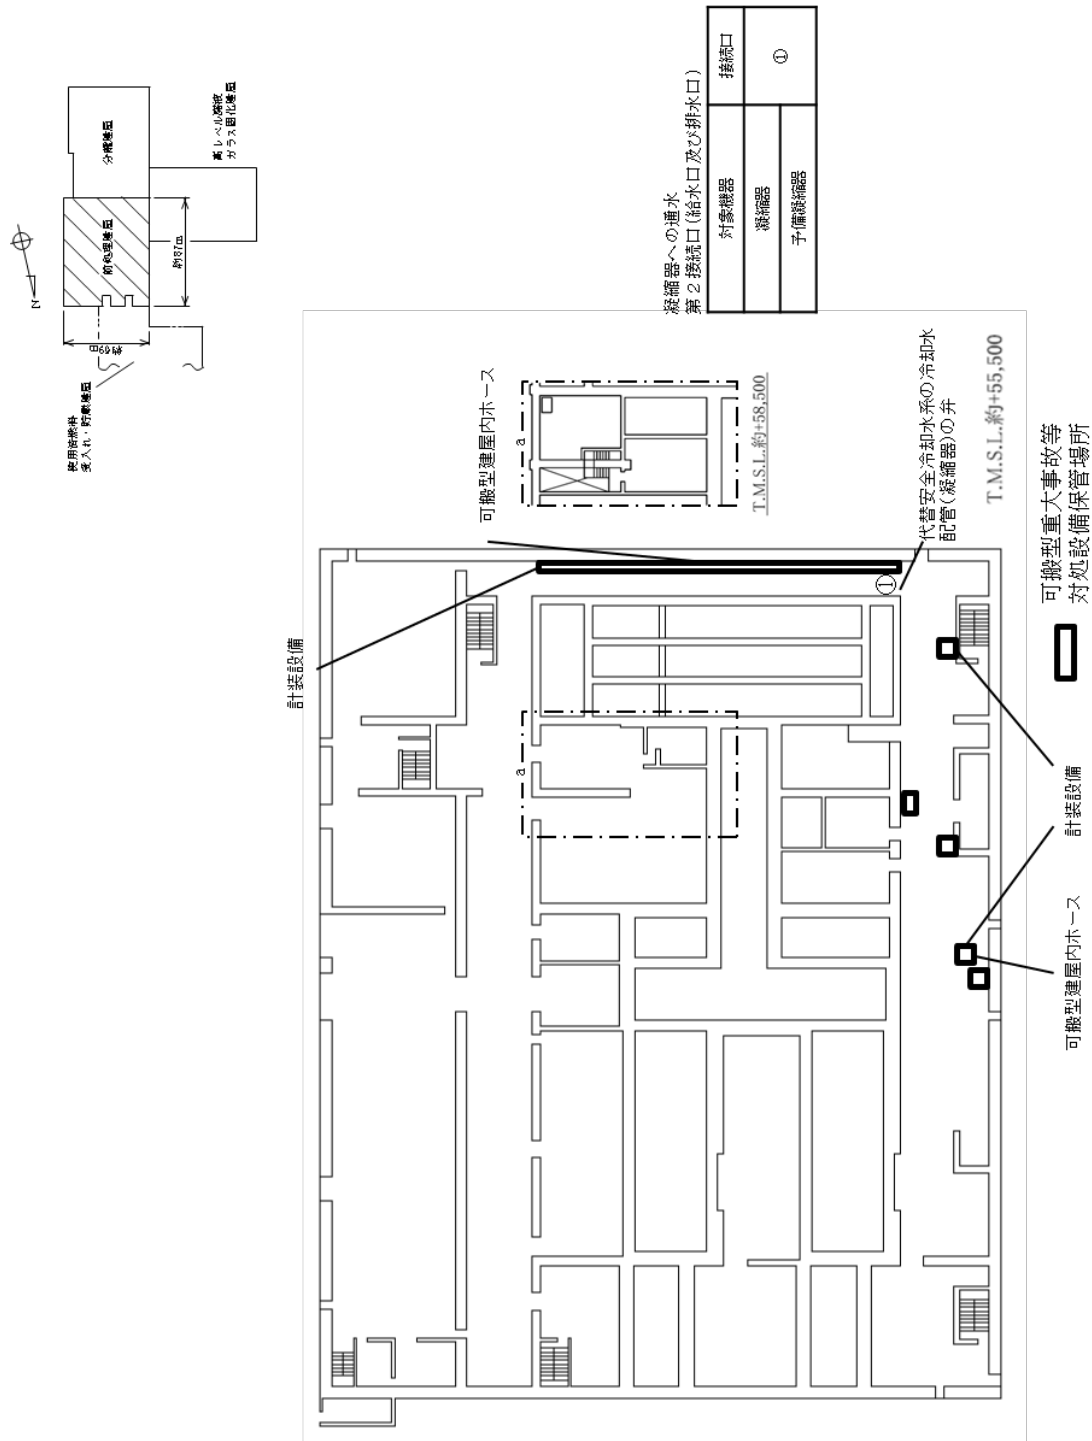 N
使用済燃料
受入れ・貯蔵建屋
約69m
前処理建屋
約87m
分離建屋
高レベル廃液
ガラス固化建屋
凝縮器への通水
第2接続口(給水口及び排水口)
対象機器
接続口
凝縮器
予備凝縮器
①
計装設備
可搬型建屋内ホース
a
T.M.S.L.約+58,500
a
①
代替安全冷却水系の冷却水
配管(凝縮器)の弁
T.M.S.L.約+55,500
可搬型建屋内ホース
計装設備
可搬型重大事故等
対処設備保管場所